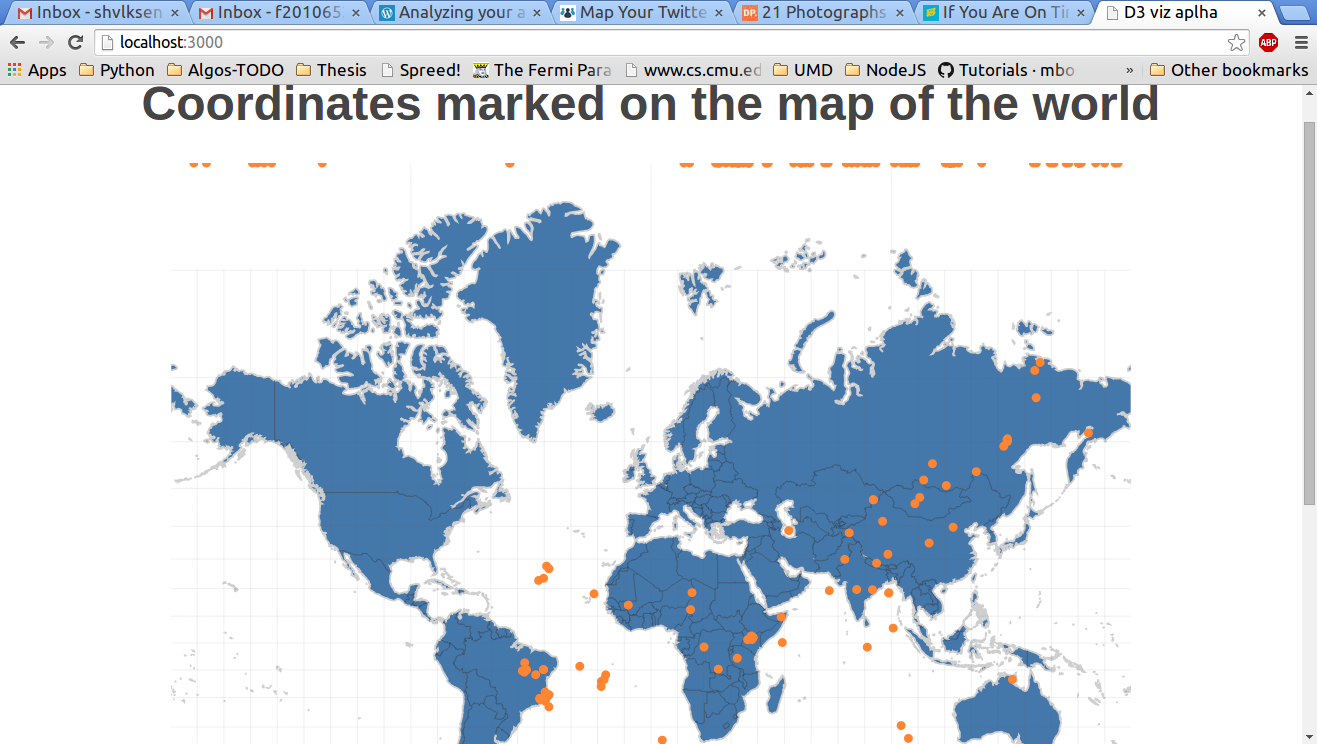 Inbox - shvlksen
Inbox - f201065
Analyzing your a
Map Your Twitte
DP. 21 Photographs
If You Are On Ti
D3 viz aplha
localhost:3000
ABP
Apps
Python
Algos-TODO
Thesis
Spreed!
The Fermi Para
www.cs.cmu.ed
UMD
NodeJS
Tutorials · mbo
»
Other bookmarks
Coordinates marked on the map of the world